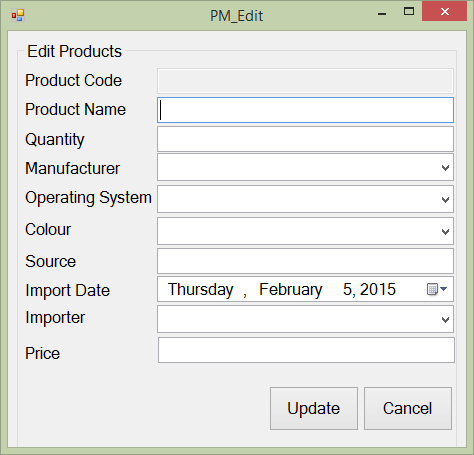 PM_Edit
Edit Products
Product Code
Product Name
Quantity
Manufacturer
Operating System
Colour
Source
Import Date Thursday , February 5, 2015
Importer
Price
Update Cancel